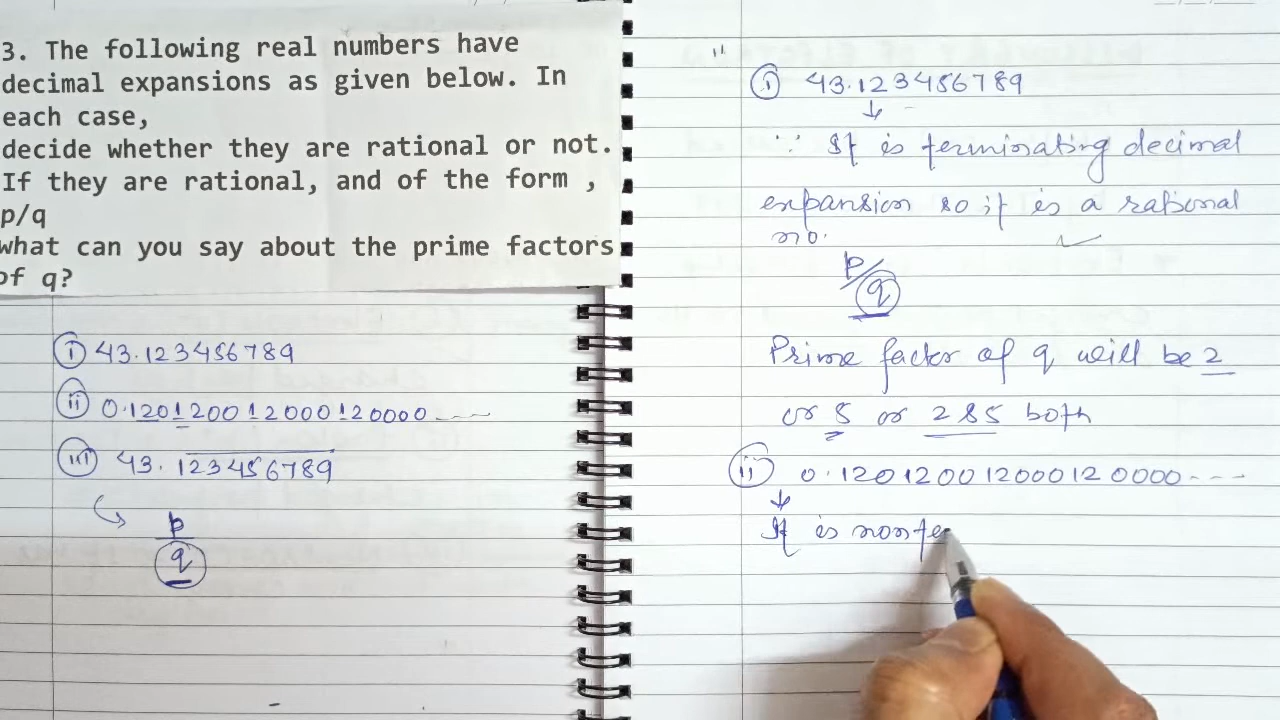 3. The following real numbers have
decimal expansions as given below. In
each case,
decide whether they are rational or not.
If they are rational, and of the form ,
p/q
what can you say about the prime factors
of q?
(i) 43.123456789
(ii) 0.120120012000120000 ----
(iii) 43.123456789
p
q
(i) 43.123456789
∵ It is terminating decimal
expansion so it is a rational
no.
p/q
Prime factor of q will be 2
or 5 or 2&5 both
(ii) 0.120120012000120000----
It is nonte